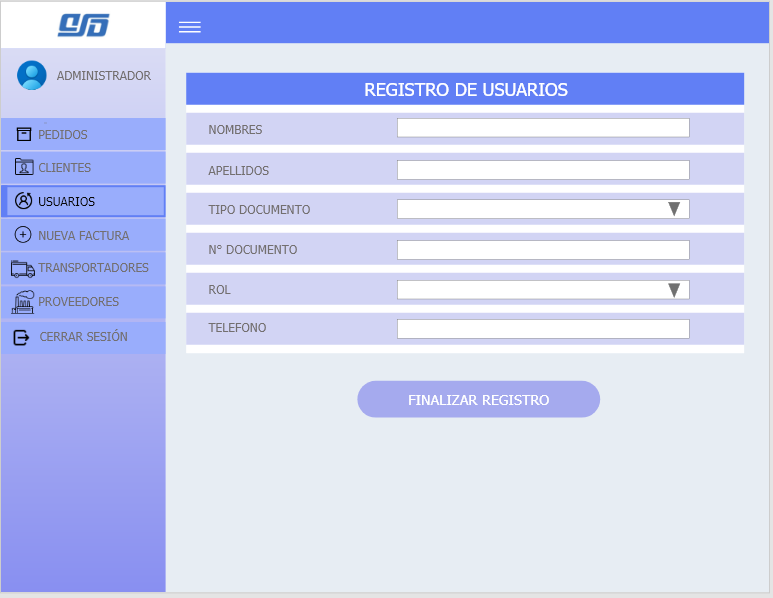 ADMINISTRADOR
PEDIDOS
CLIENTES
USUARIOS
NUEVA FACTURA
TRANSPORTADORES
PROVEEDORES
CERRAR SESIÓN
REGISTRO DE USUARIOS
NOMBRES
APELLIDOS
TIPO DOCUMENTO
N° DOCUMENTO
ROL
TELEFONO
FINALIZAR REGISTRO